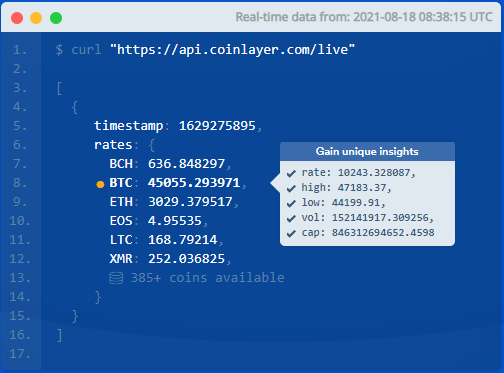 Real-time data from: 2021-08-18 08:38:15 UTC
1. $ curl "https://api.coinlayer.com/live"
2.
3. [
4. {
5. timestamp: 1629275895,
6. rates: {
7. BCH: 636.848297,
8. BTC: 45055.293971,
9. ETH: 3029.379517,
10. EOS: 4.95535,
11. LTC: 168.79214,
12. XMR: 252.036825,
13. 385+ coins available
14. }
15. }
16. ]
17.
Gain unique insights
rate: 10243.328087,
high: 47183.37,
low: 44199.91,
vol: 152141917.309256,
cap: 846312694652.4598